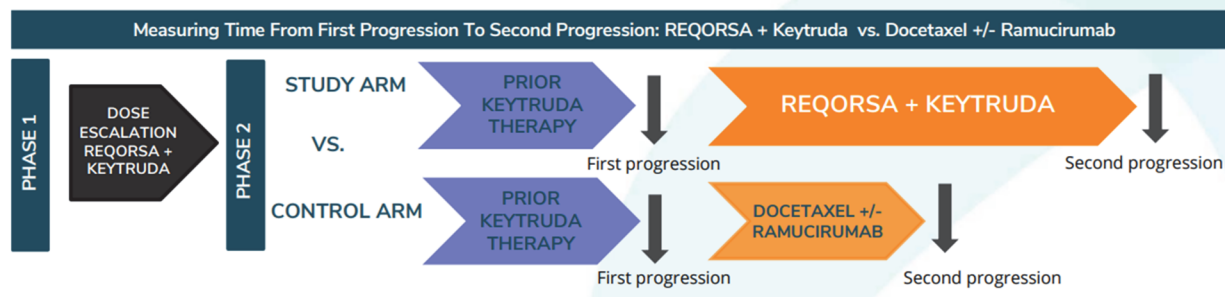 Measuring Time From First Progression To Second Progression: REQORSA + Keytruda vs. Docetaxel +/- Ramucirumab
PHASE 1
DOSE
ESCALATION
REQORSA +
KEYTRUDA
PHASE 2
STUDY ARM
VS.
CONTROL ARM
PRIOR
KEYTRUDA
THERAPY
First progression
REQORSA + KEYTRUDA
Second progression
PRIOR
KEYTRUDA
THERAPY
First progression
DOCETAXEL +/-
RAMUCIRUMAB
Second progression